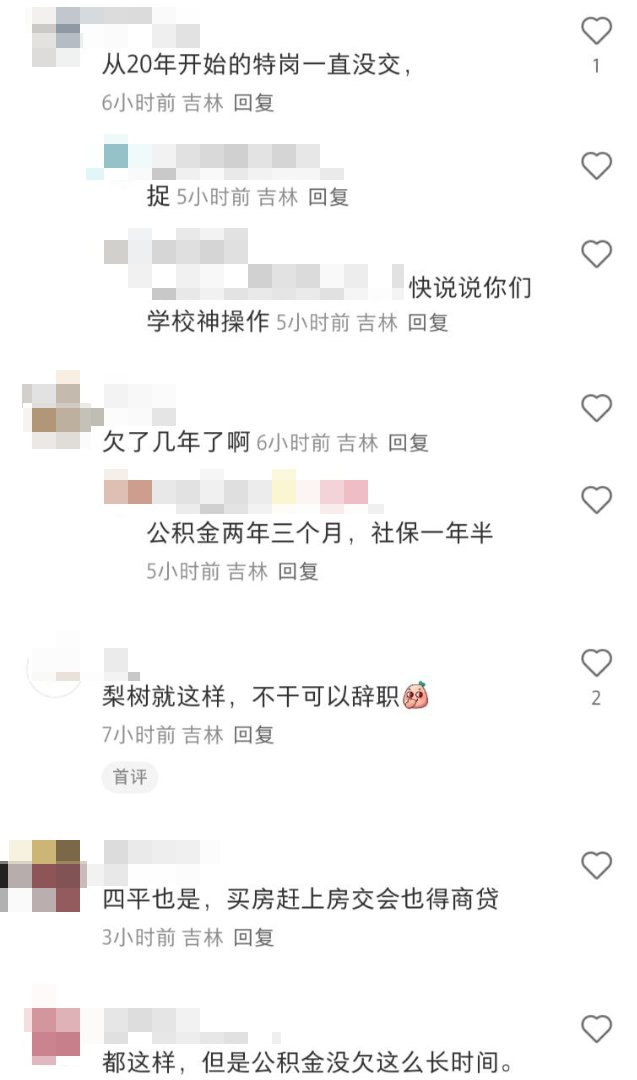 从20年开始的特岗一直没交，
6小时前 吉林 回复
1
捉 5小时前 吉林 回复
快说说你们
学校神操作 5小时前 吉林 回复
欠了几年了啊 6小时前 吉林 回复
公积金两年三个月，社保一年半
5小时前 吉林 回复
梨树就这样，不干可以辞职
2
7小时前 吉林 回复
首评
四平也是，买房赶上房交会也得商贷
3小时前 吉林 回复
都这样，但是公积金没欠这么长时间。